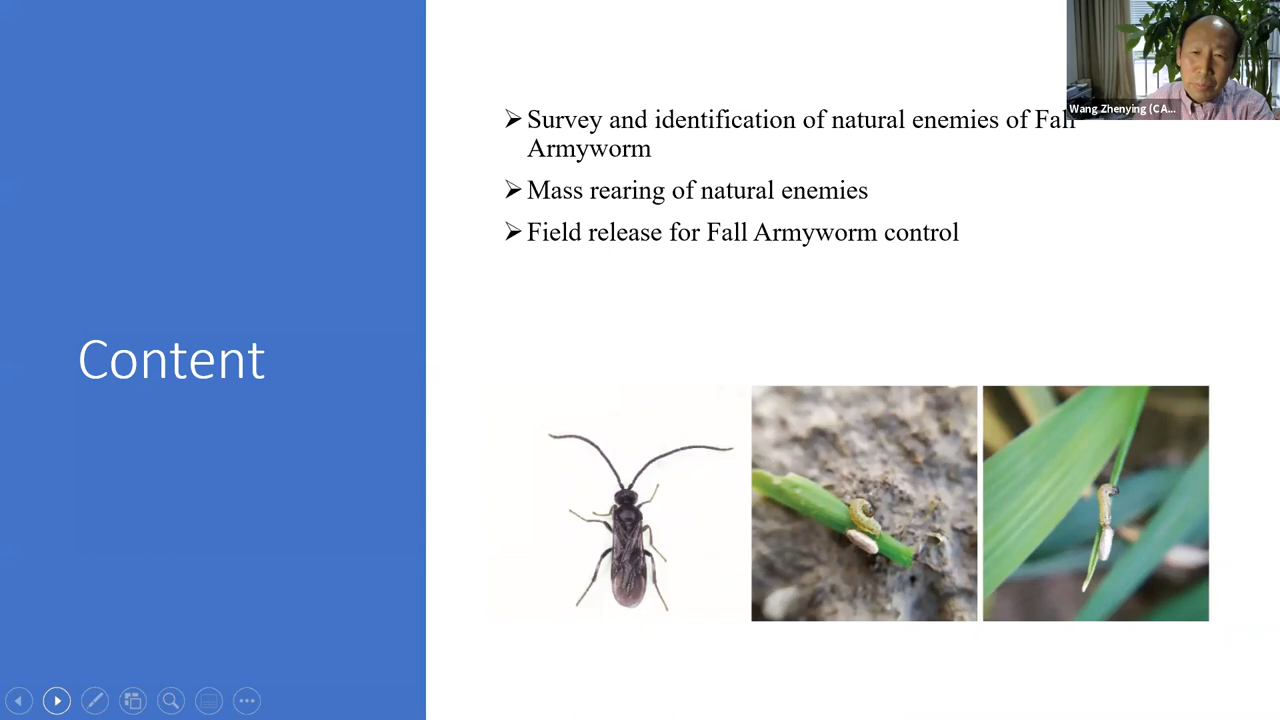 Wang Zhenying (CA...
➢ Survey and identification of natural enemies of Fall
Armyworm
➢ Mass rearing of natural enemies
➢ Field release for Fall Armyworm control
Content